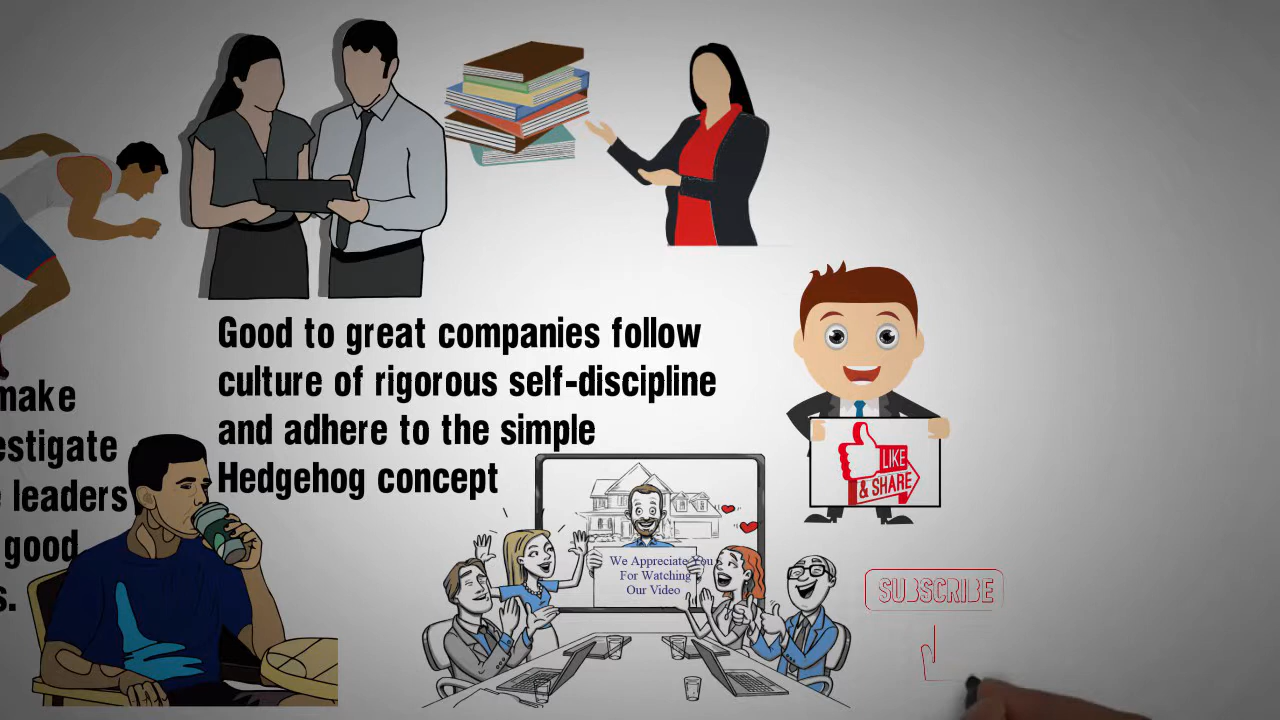 Good to great companies follow
culture of rigorous self-discipline
and adhere to the simple
Hedgehog concept
make
leaders
good
LIKE
& SHARE
We Appreciate You
For Watching
Our Video
SUBSCRIBE